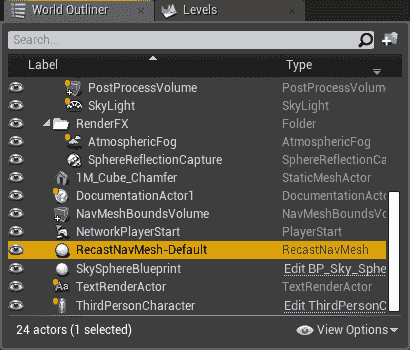 World Outliner Levels
Search...
Label Type
PostProcessVolume PostProcessVolume
SkyLight SkyLight
RenderFX Folder
AtmosphericFog AtmosphericFog
SphereReflectionCapture SphereReflectionCa
1M_Cube_Chamfer StaticMeshActor
DocumentationActor1 DocumentationActor
NavMeshBoundsVolume NavMeshBoundsVolu
NetworkPlayerStart PlayerStart
RecastNavMesh-Default RecastNavMesh
SkySphereBlueprint Edit BP_Sky_Sphe
TextRenderActor TextRenderActor
ThirdPersonCharacter Edit ThirdPersonC
24 actors (1 selected) View Options